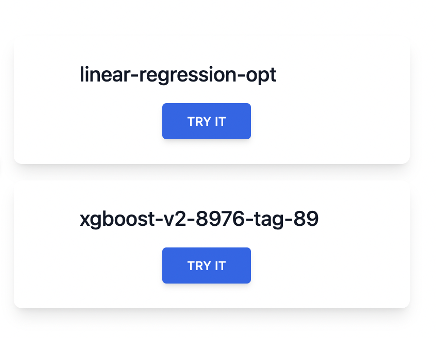 linear-regression-opt
TRY IT
xgboost-v2-8976-tag-89
TRY IT